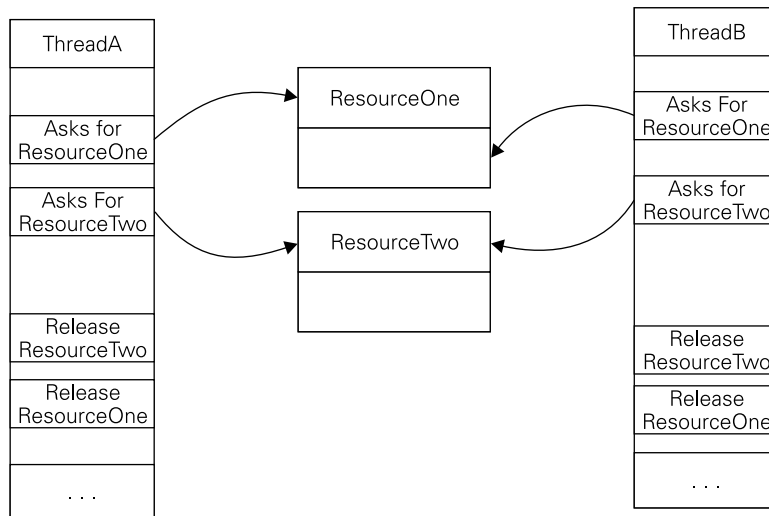 ThreadA
Asks for
ResourceOne
Asks For
ResourceTwo
Release
ResourceTwo
Release
ResourceOne
. . .
ResourceOne
ResourceTwo
ThreadB
Asks For
ResourceOne
Asks for
ResourceTwo
Release
ResourceTwo
Release
ResourceOne
. . .